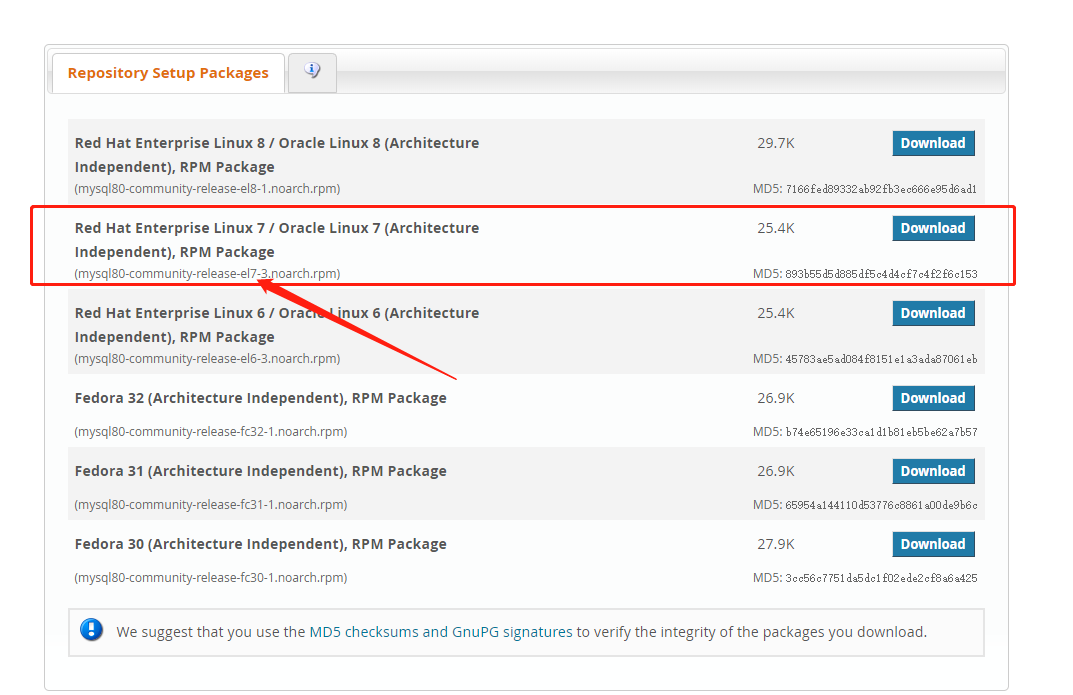 Repository Setup Packages
Red Hat Enterprise Linux 8 / Oracle Linux 8 (Architecture
Independent), RPM Package
29.7K
Download
(mysql80-community-release-el8-1.noarch.rpm)
MD5: 7166fed89332ab92fb3ec666e95d6ad1
Red Hat Enterprise Linux 7 / Oracle Linux 7 (Architecture
Independent), RPM Package
25.4K
Download
(mysql80-community-release-el7-3.noarch.rpm)
MD5: 893b55d5d885df5c4d4cf7c4f2f6c153
Red Hat Enterprise Linux 6 / Oracle Linux 6 (Architecture
Independent), RPM Package
25.4K
Download
(mysql80-community-release-el6-3.noarch.rpm)
MD5: 45783ae5ad084f8151e1a3ada87061eb
Fedora 32 (Architecture Independent), RPM Package
26.9K
Download
(mysql80-community-release-fc32-1.noarch.rpm)
MD5: b74e65196e33ca1d1b81eb5be62a7b57
Fedora 31 (Architecture Independent), RPM Package
26.9K
Download
(mysql80-community-release-fc31-1.noarch.rpm)
MD5: 65954a144110d53776c8861a00de9b6c
Fedora 30 (Architecture Independent), RPM Package
27.9K
Download
(mysql80-community-release-fc30-1.noarch.rpm)
MD5: 3cc56c7751da5dc1f02ede2cf8a6a425
We suggest that you use the MD5 checksums and GnuPG signatures to verify the integrity of the packages you download.